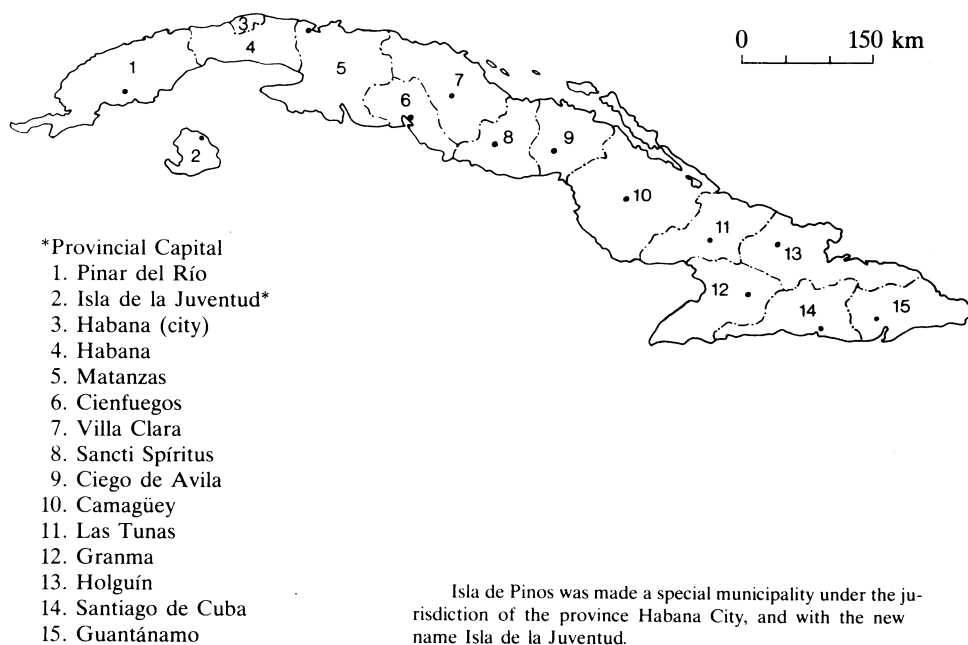 0 150 km
3
4
1
5
7
6
8
9
2
10
11
13
12
14
15
*Provincial Capital
1. Pinar del Río
2. Isla de la Juventud*
3. Habana (city)
4. Habana
5. Matanzas
6. Cienfuegos
7. Villa Clara
8. Sancti Spíritus
9. Ciego de Avila
10. Camagüey
11. Las Tunas
12. Granma
13. Holguín
14. Santiago de Cuba
15. Guantánamo
Isla de Pinos was made a special municipality under the ju-
risdiction of the province Habana City, and with the new
name Isla de la Juventud.